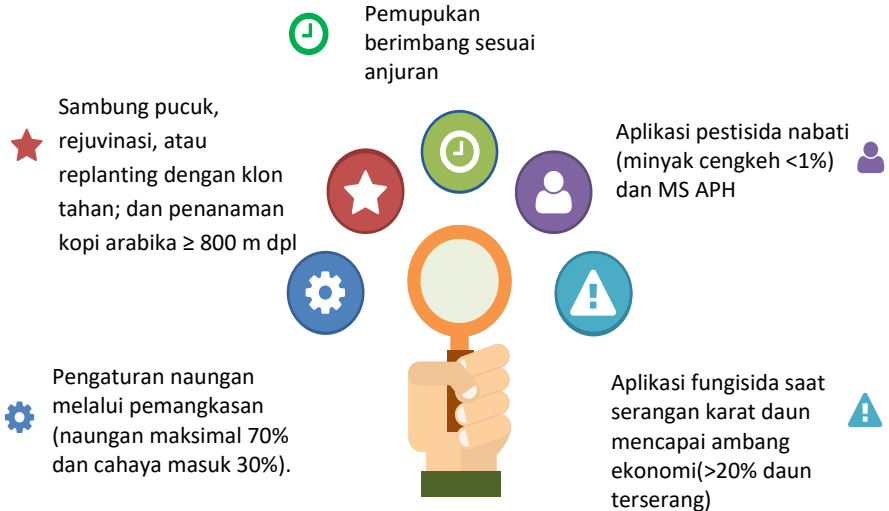 Pemupukan
berimbang sesuai
anjuran
Sambung pucuk,
rejuvinasi, atau
replanting dengan klon
tahan; dan penanaman
kopi arabika ≥ 800 m dpl
Aplikasi pestisida nabati
(minyak cengkeh <1%)
dan MS APH
Pengaturan naungan
melalui pemangkasan
(naungan maksimal 70%
dan cahaya masuk 30%).
Aplikasi fungisida saat
serangan karat daun
mencapai ambang
ekonomi(>20% daun
terserang)